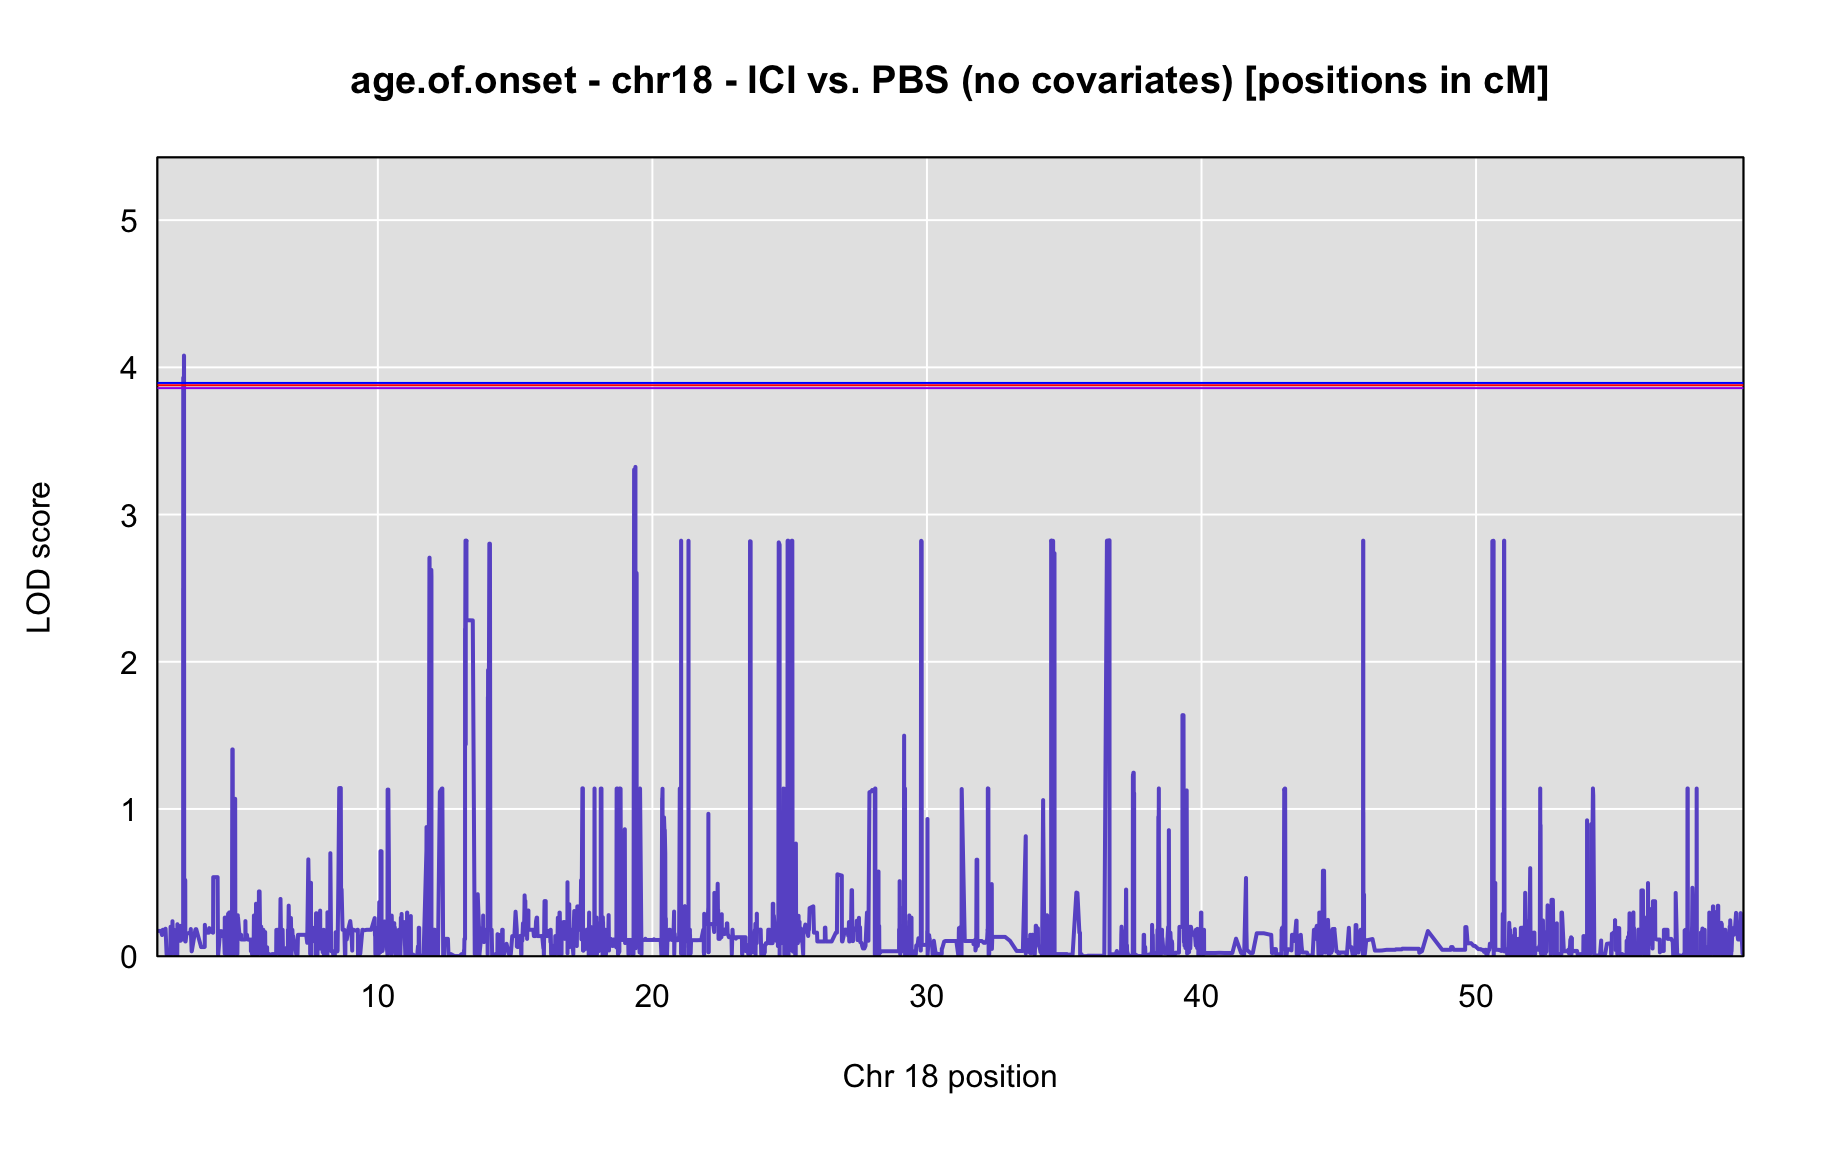 age.of.onset - chr18 - ICI vs. PBS (no covariates) [positions in cM]
5
4
3
2
1
0
LOD score
10 20 30 40 50
Chr 18 position